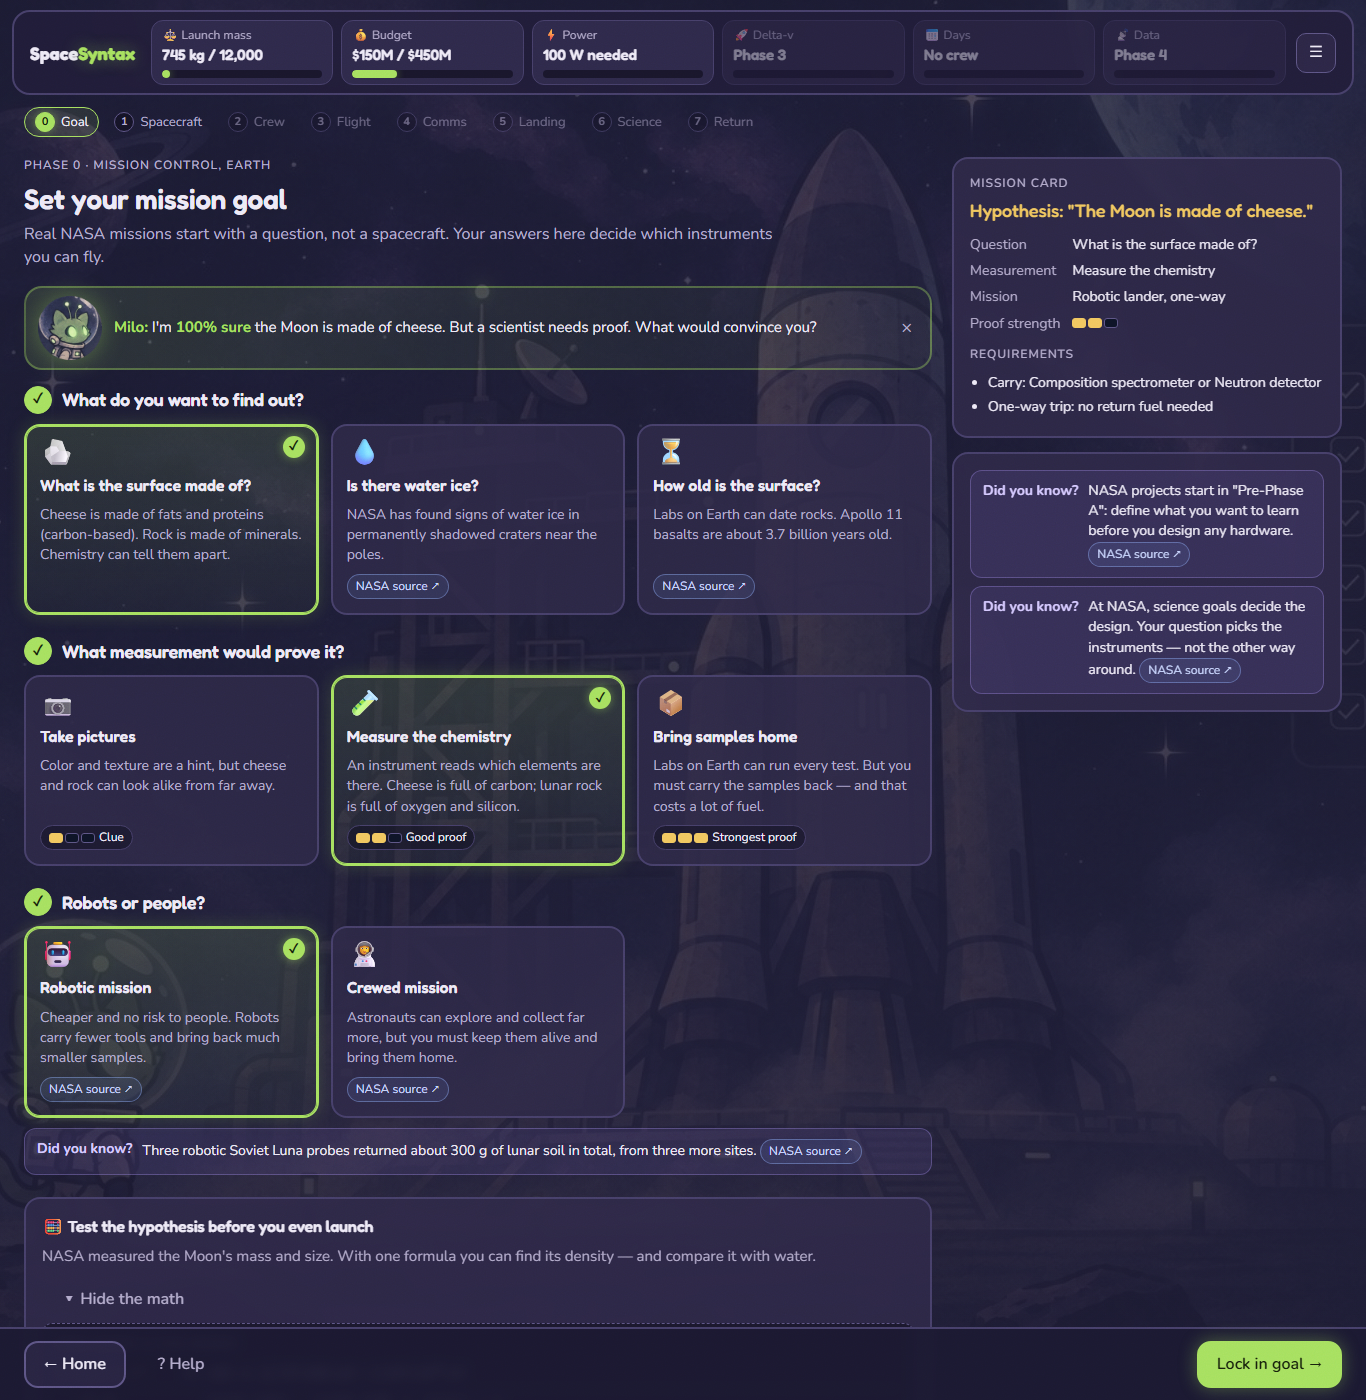 SpaceSyntax
Launch mass
745 kg / 12,000
Budget
$150M / $450M
Power
100 W needed
Delta-v
Phase 3
Days
No crew
Data
Phase 4
0 Goal
1 Spacecraft
2 Crew
3 Flight
4 Comms
5 Landing
6 Science
7 Return
PHASE 0 · MISSION CONTROL, EARTH
Set your mission goal
Real NASA missions start with a question, not a spacecraft. Your answers here decide which instruments
you can fly.
Milo: I'm 100% sure the Moon is made of cheese. But a scientist needs proof. What would convince you?
What do you want to find out?
What is the surface made of?
Cheese is made of fats and proteins
(carbon-based). Rock is made of minerals.
Chemistry can tell them apart.
Is there water ice?
NASA has found signs of water ice in
permanently shadowed craters near the
poles.
NASA source ↗
How old is the surface?
Labs on Earth can date rocks. Apollo 11
basalts are about 3.7 billion years old.
NASA source ↗
What measurement would prove it?
Take pictures
Color and texture are a hint, but cheese
and rock can look alike from far away.
Clue
Measure the chemistry
An instrument reads which elements are
there. Cheese is full of carbon; lunar rock
is full of oxygen and silicon.
Good proof
Bring samples home
Labs on Earth can run every test. But you
must carry the samples back — and that
costs a lot of fuel.
Strongest proof
Robots or people?
Robotic mission
Cheaper and no risk to people. Robots
carry fewer tools and bring back much
smaller samples.
NASA source ↗
Crewed mission
Astronauts can explore and collect far
more, but you must keep them alive and
bring them home.
NASA source ↗
Did you know? Three robotic Soviet Luna probes returned about 300 g of lunar soil in total, from three more sites. NASA source ↗
Test the hypothesis before you even launch
NASA measured the Moon's mass and size. With one formula you can find its density — and compare it with water.
▾ Hide the math
MISSION CARD
Hypothesis: "The Moon is made of cheese."
Question What is the surface made of?
Measurement Measure the chemistry
Mission Robotic lander, one-way
Proof strength
REQUIREMENTS
• Carry: Composition spectrometer or Neutron detector
• One-way trip: no return fuel needed
Did you know? NASA projects start in "Pre-Phase
A": define what you want to learn
before you design any hardware.
NASA source ↗
Did you know? At NASA, science goals decide the
design. Your question picks the
instruments — not the other way
around. NASA source ↗
← Home
? Help
Lock in goal →